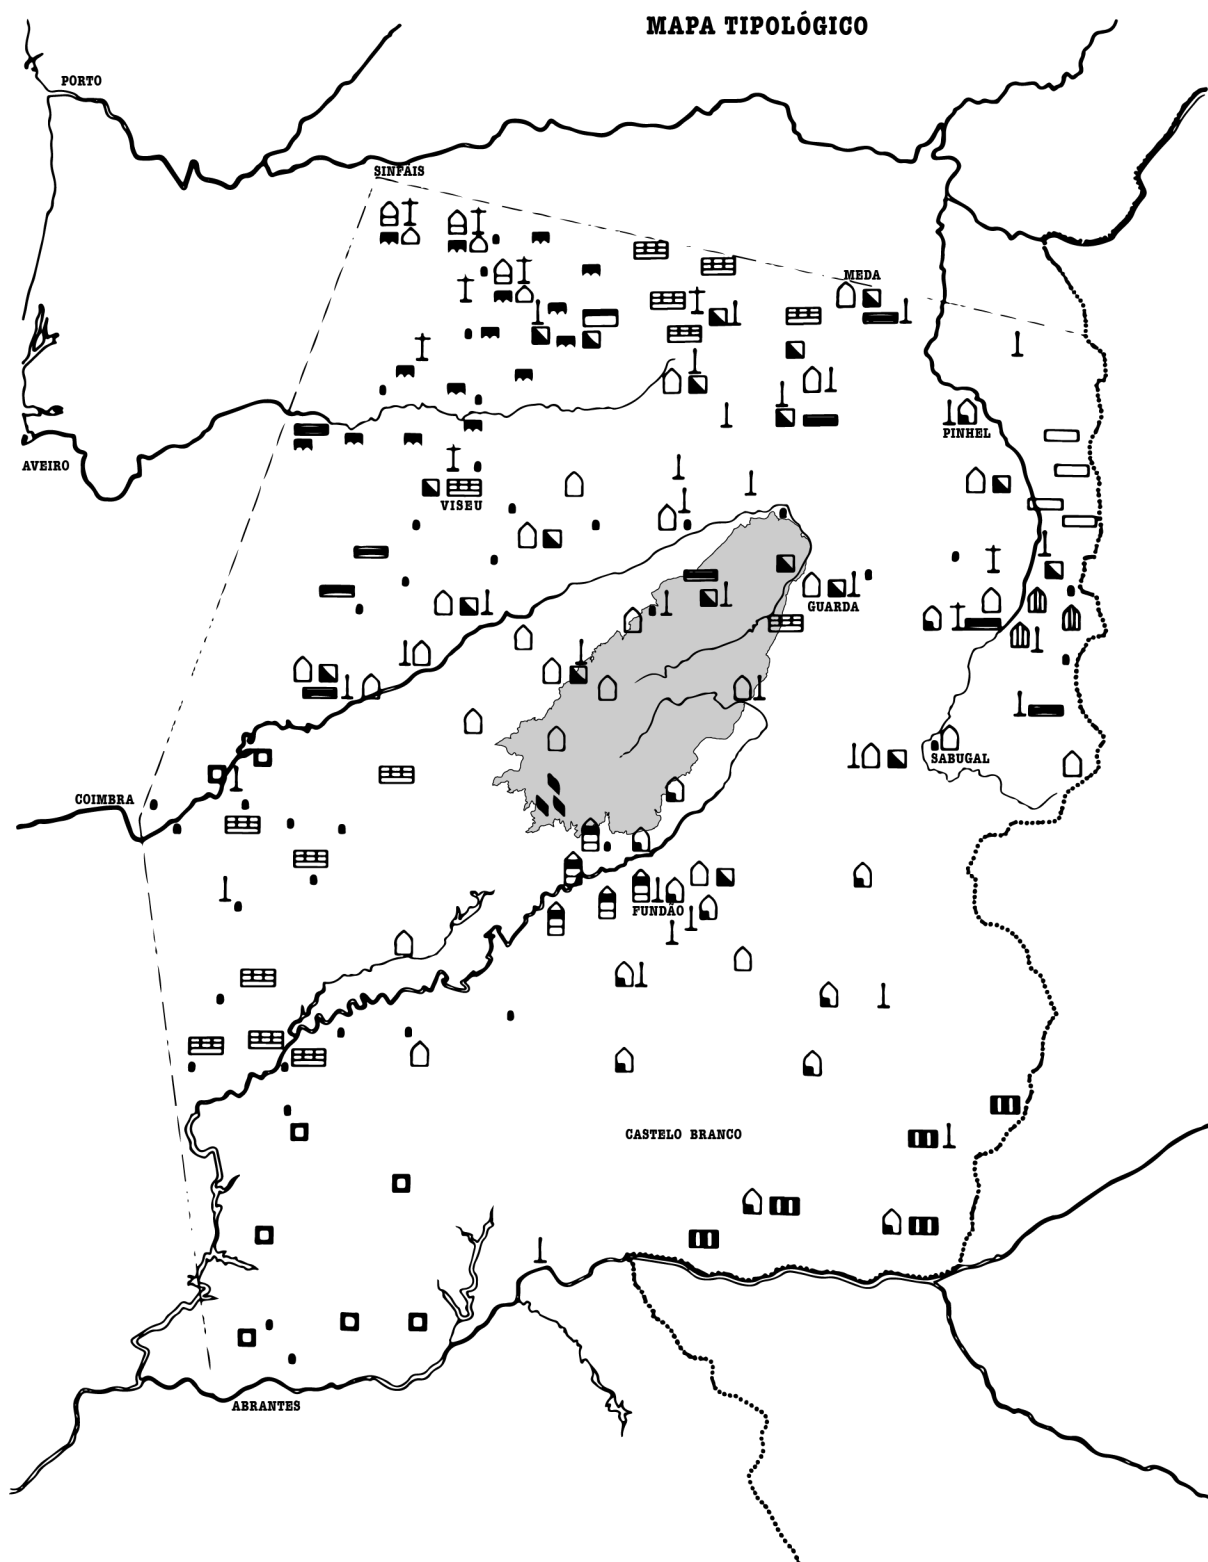 MAPA TIPOLÓGICO
PORTO
SINFÃIS
MEDA
PINHEL
AVEIRO
VISEU
GUARDA
SABUGAL
COIMBRA
FUNDÃO
CASTELO BRANCO
ABRANTES